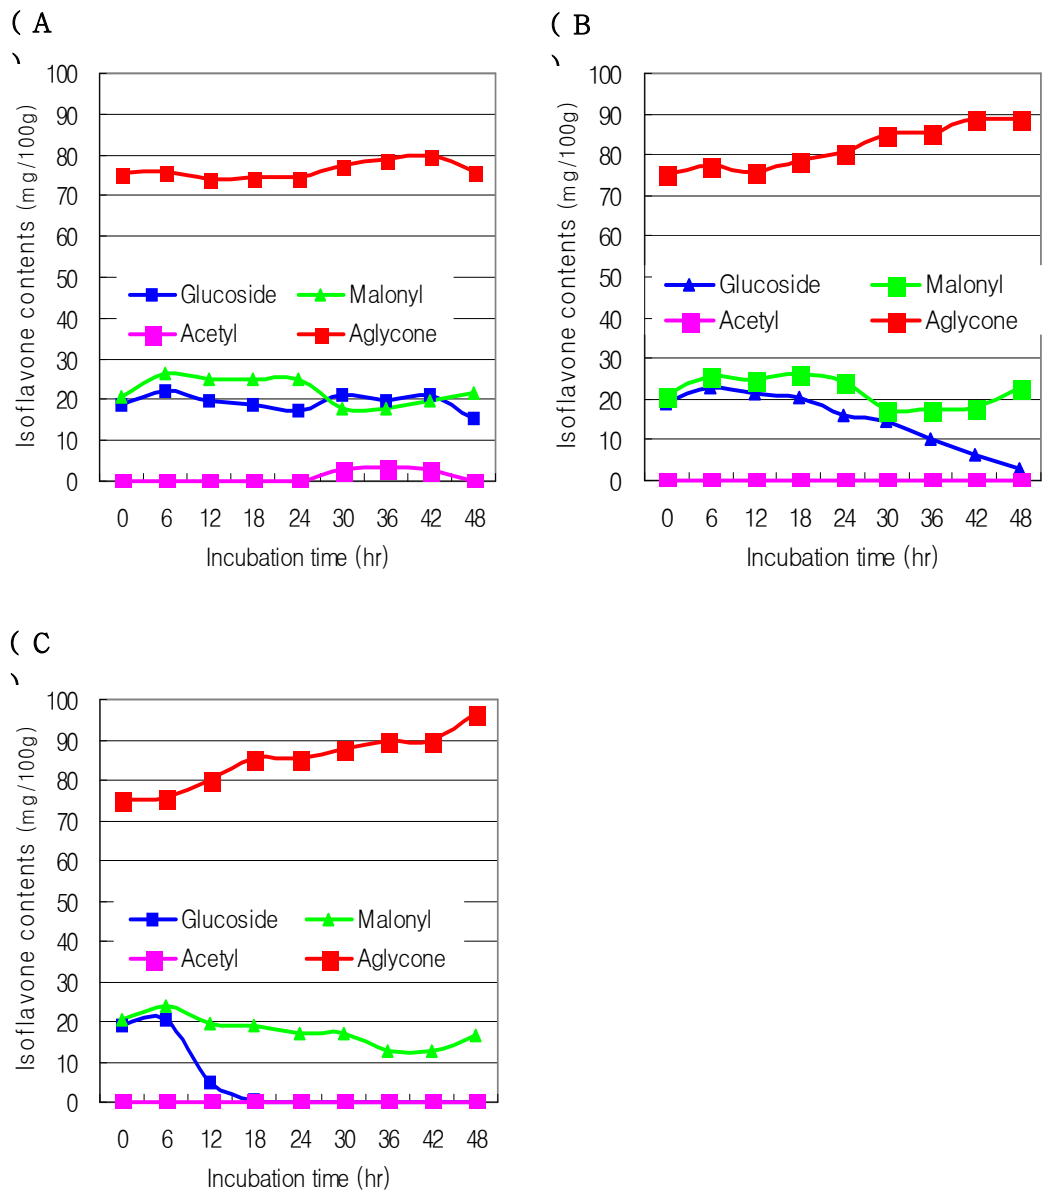 ( A
)
Isoflavone contents (mg/100g)
100
90
80
70
60
50
40
30
20
10
0
Glucoside Malonyl
Acetyl Aglycone
0 6 12 18 24 30 36 42 48
Incubation time (hr)
( B
)
Isoflavone contents (mg/100g)
100
90
80
70
60
50
40
30
20
10
0
Glucoside Malonyl
Acetyl Aglycone
0 6 12 18 24 30 36 42 48
Incubation time (hr)
( C
)
Isoflavone contents (mg/100g)
100
90
80
70
60
50
40
30
20
10
0
Glucoside Malonyl
Acetyl Aglycone
0 6 12 18 24 30 36 42 48
Incubation time (hr)